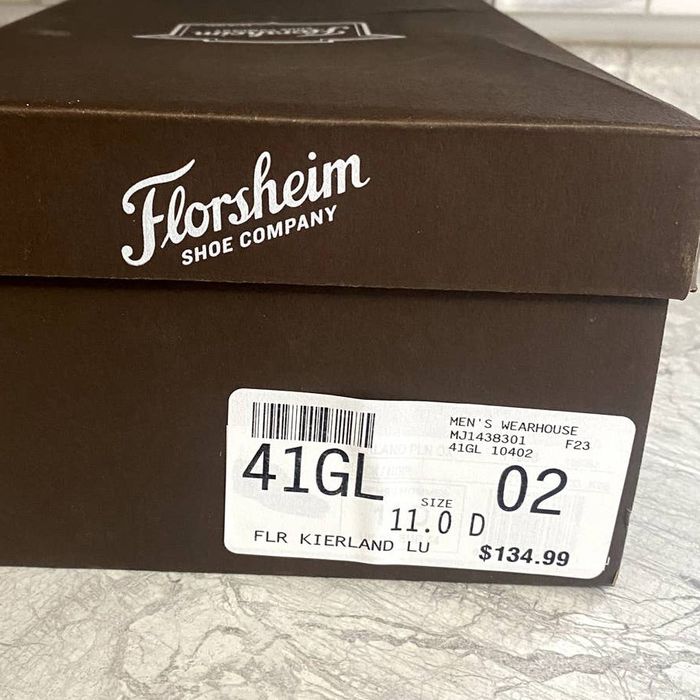 Florsheim
Florsheim
SHOE COMPANY
MEN'S WEARHOUSE
MJ1438301 F23
41GL 10402
41GL
02
SIZE
11.0 D
FLR KIERLAND LU
$134.99